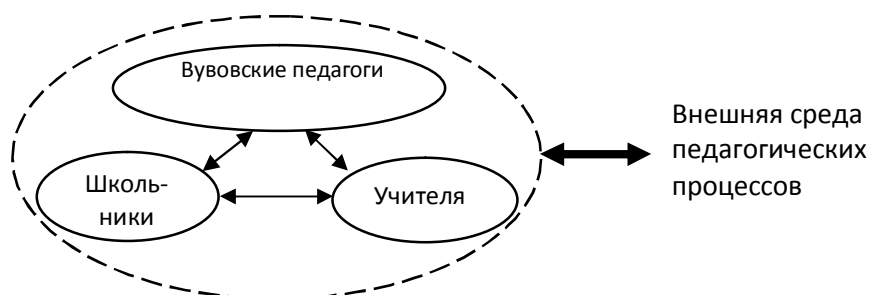 Вувовские педагоги
Школь-
ники
Учителя
Внешняя среда
педагогических
процессов